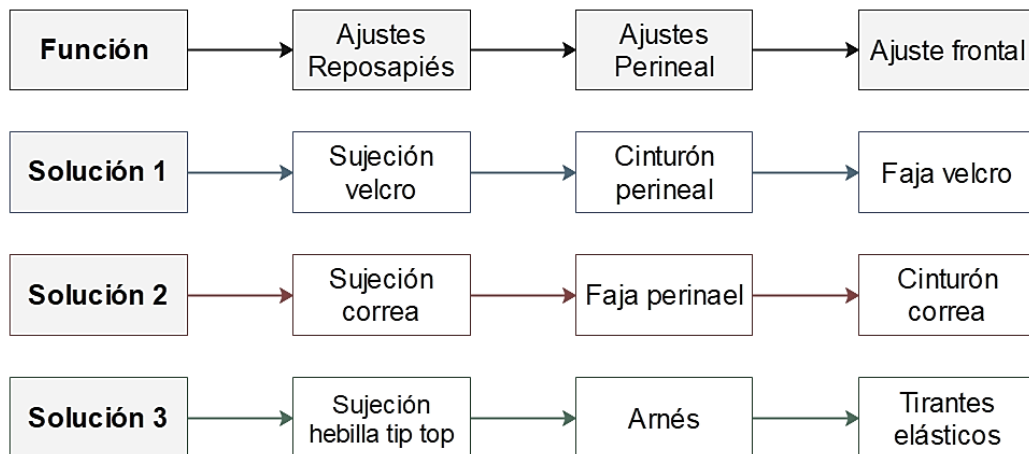 Función
Ajustes
Reposapiés
Ajustes
Perineal
Ajuste frontal
Solución 1
Sujeción
velcro
Cinturón
perineal
Faja velcro
Solución 2
Sujeción
correa
Faja perinael
Cinturón
correa
Solución 3
Sujeción
hebilla tip top
Arnés
Tirantes
elásticos